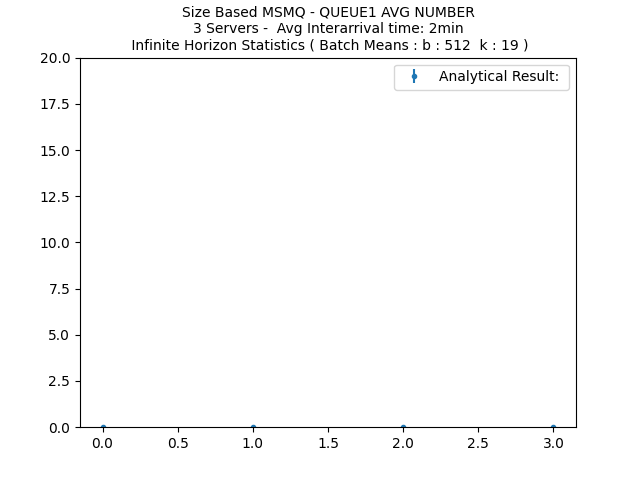 Size Based MSMQ - QUEUE1 AVG NUMBER
3 Servers -  Avg Interarrival time: 2min
Infinite Horizon Statistics ( Batch Means : b : 512  k : 19 )
Analytical Result:
20.0
17.5
15.0
12.5
10.0
7.5
5.0
2.5
0.0
0.0 0.5 1.0 1.5 2.0 2.5 3.0